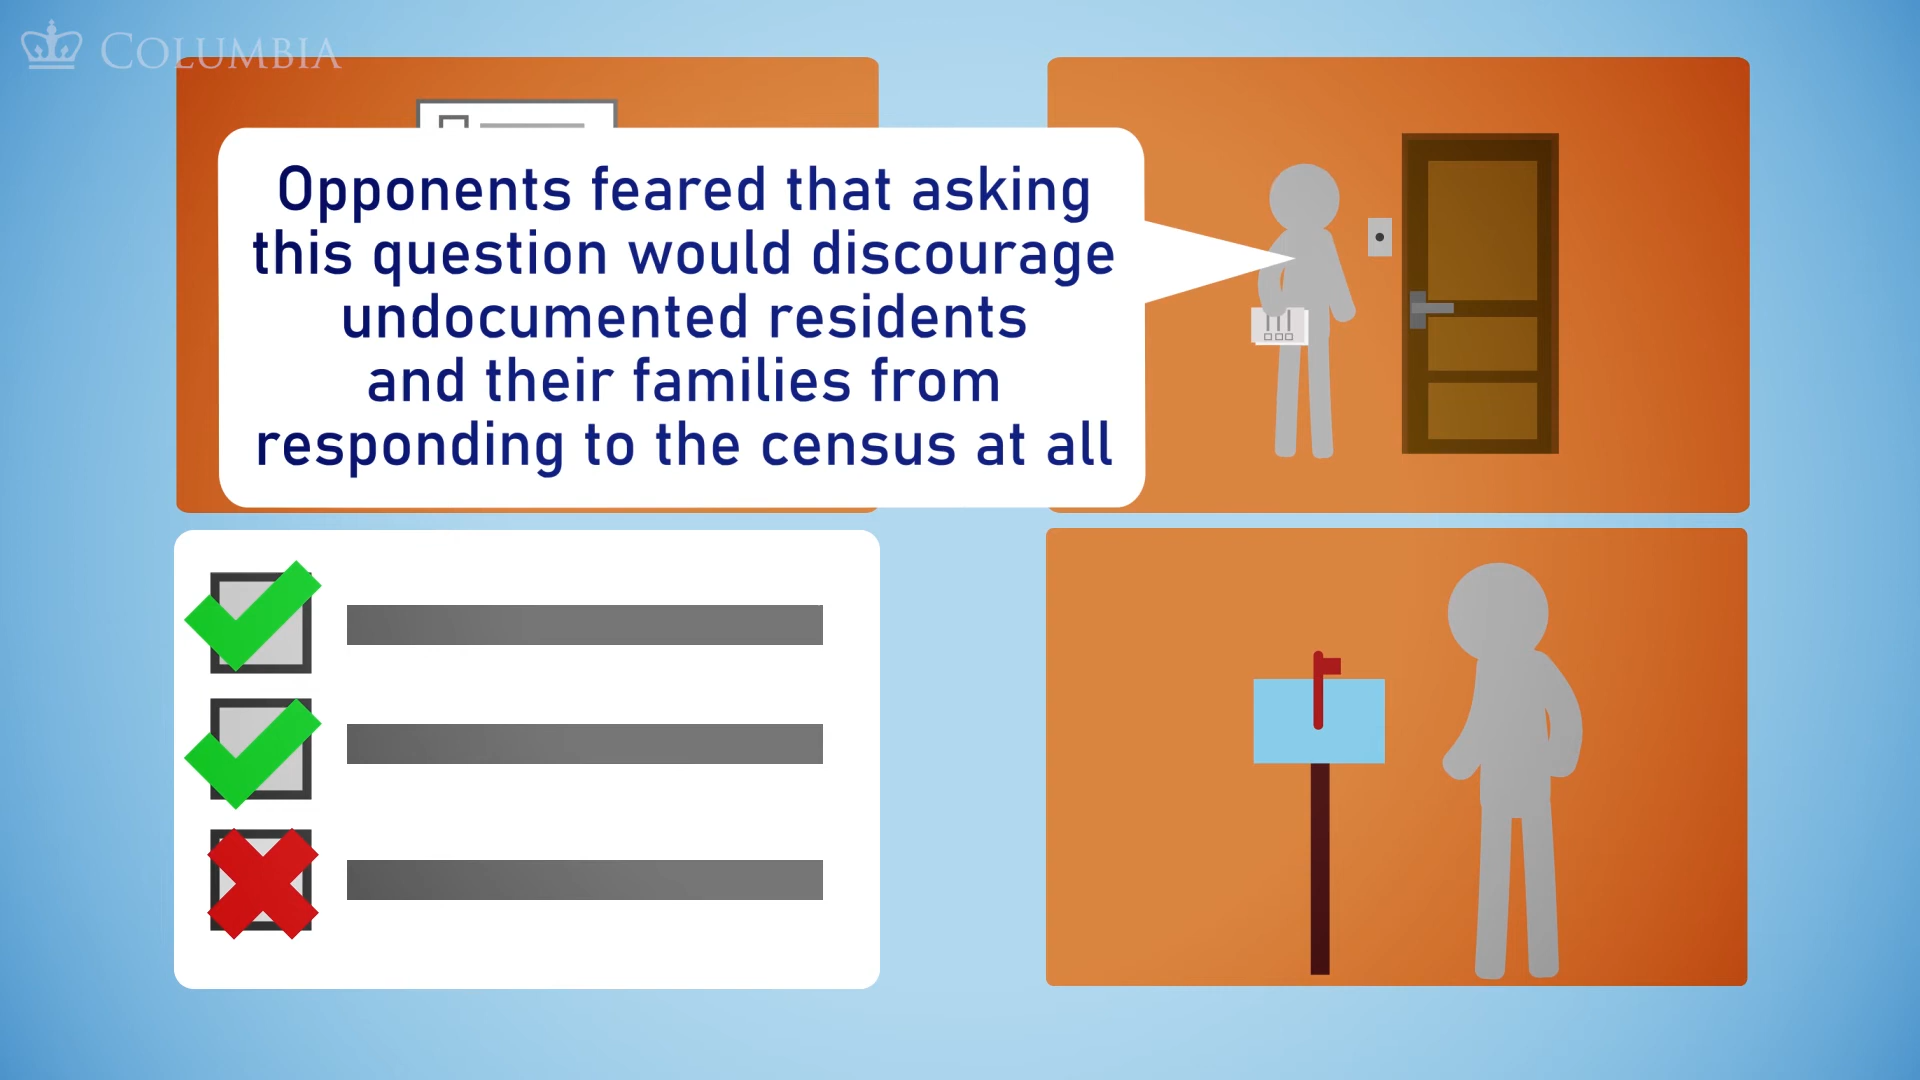 COLUMBIA
Opponents feared that asking
this question would discourage
undocumented residents
and their families from
responding to the census at all